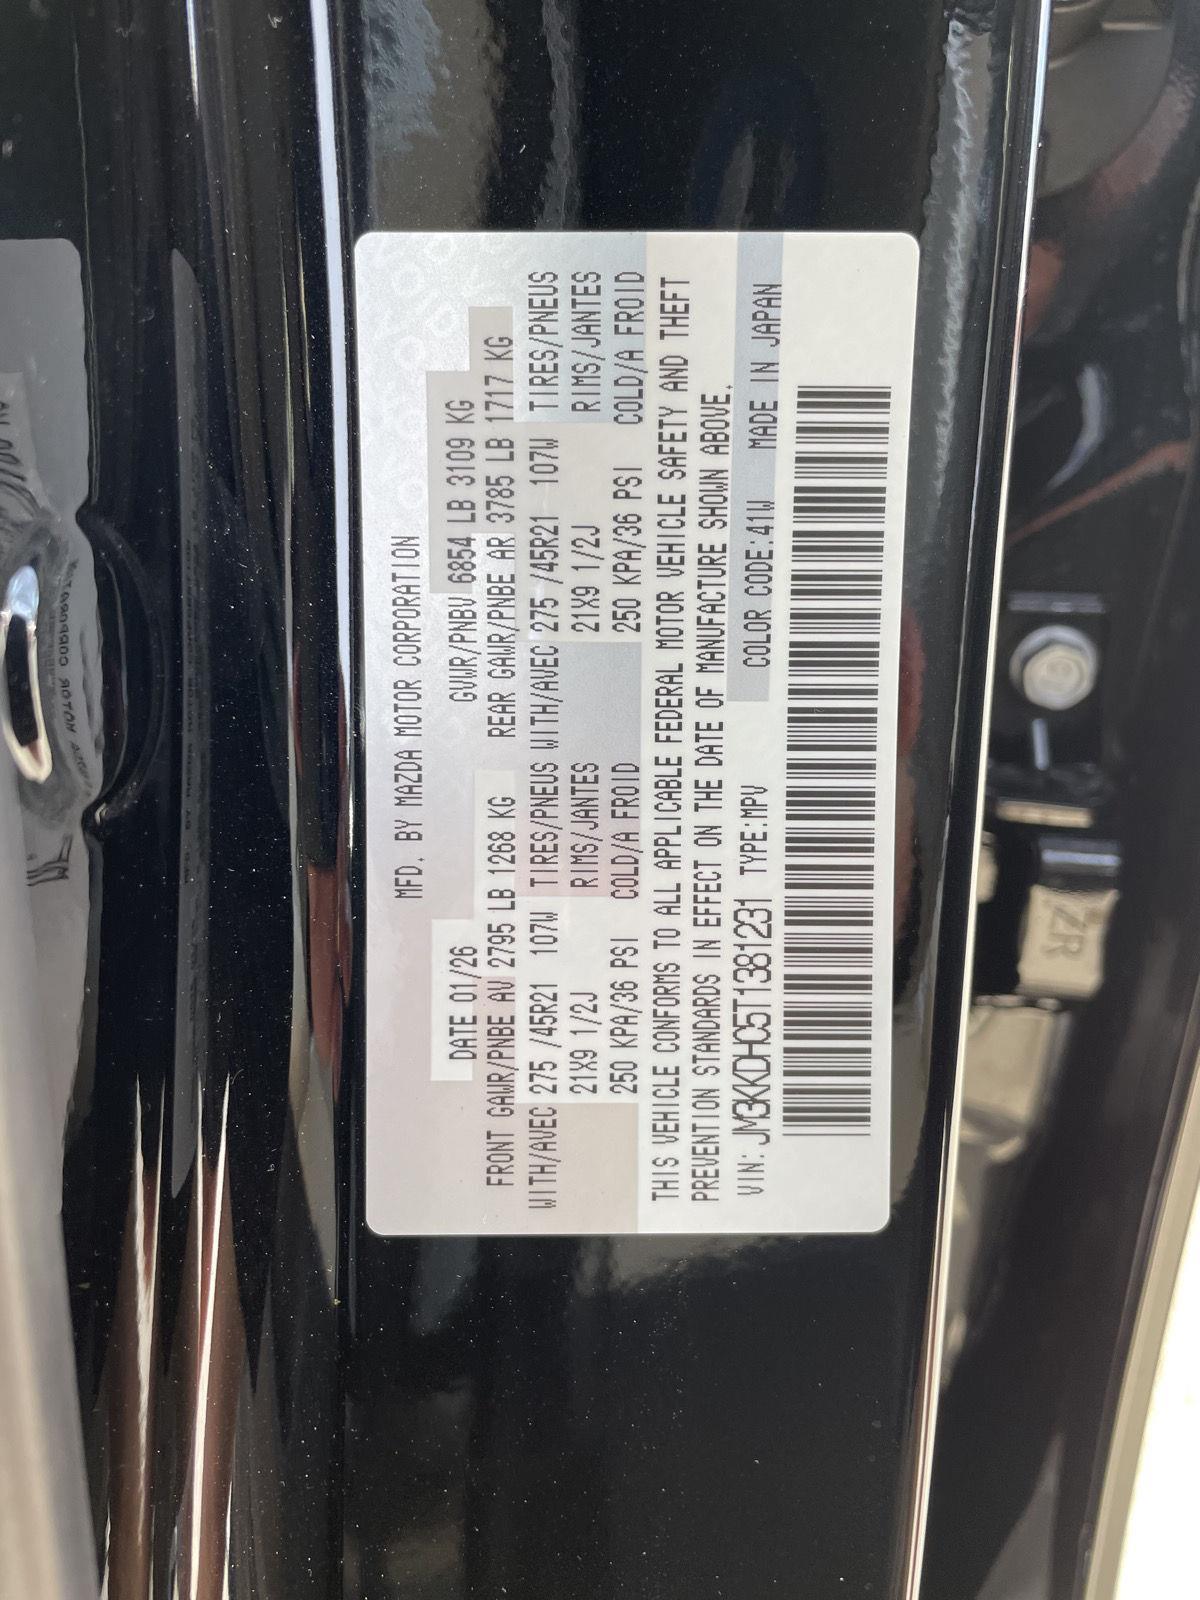 MFD. BY MAZDA MOTOR CORPORATION
DATE 01/26 GVWR/PNBV 6854 LB 3109 KG
FRONT GAWR/PNBE AV 2795 LB 1268 KG REAR GAWR/PNBE AR 3785 LB 1717 KG
WITH/AVEC 275 /45R21 107W TIRES/PNEUS WITH/AVEC 275 /45R21 107W TIRES/PNEUS
21X9 1/2J RIMS/JANTES 21X9 1/2J RIMS/JANTES
250 KPA/36 PSI COLD/A FROID 250 KPA/36 PSI COLD/A FROID
THIS VEHICLE CONFORMS TO ALL APPLICABLE FEDERAL MOTOR VEHICLE SAFETY AND THEFT
PREVENTION STANDARDS IN EFFECT ON THE DATE OF MANUFACTURE SHOWN ABOVE.
VIN: JM3KKDHC5T1381231 TYPE:MPV COLOR CODE:41W MADE IN JAPAN
ZR